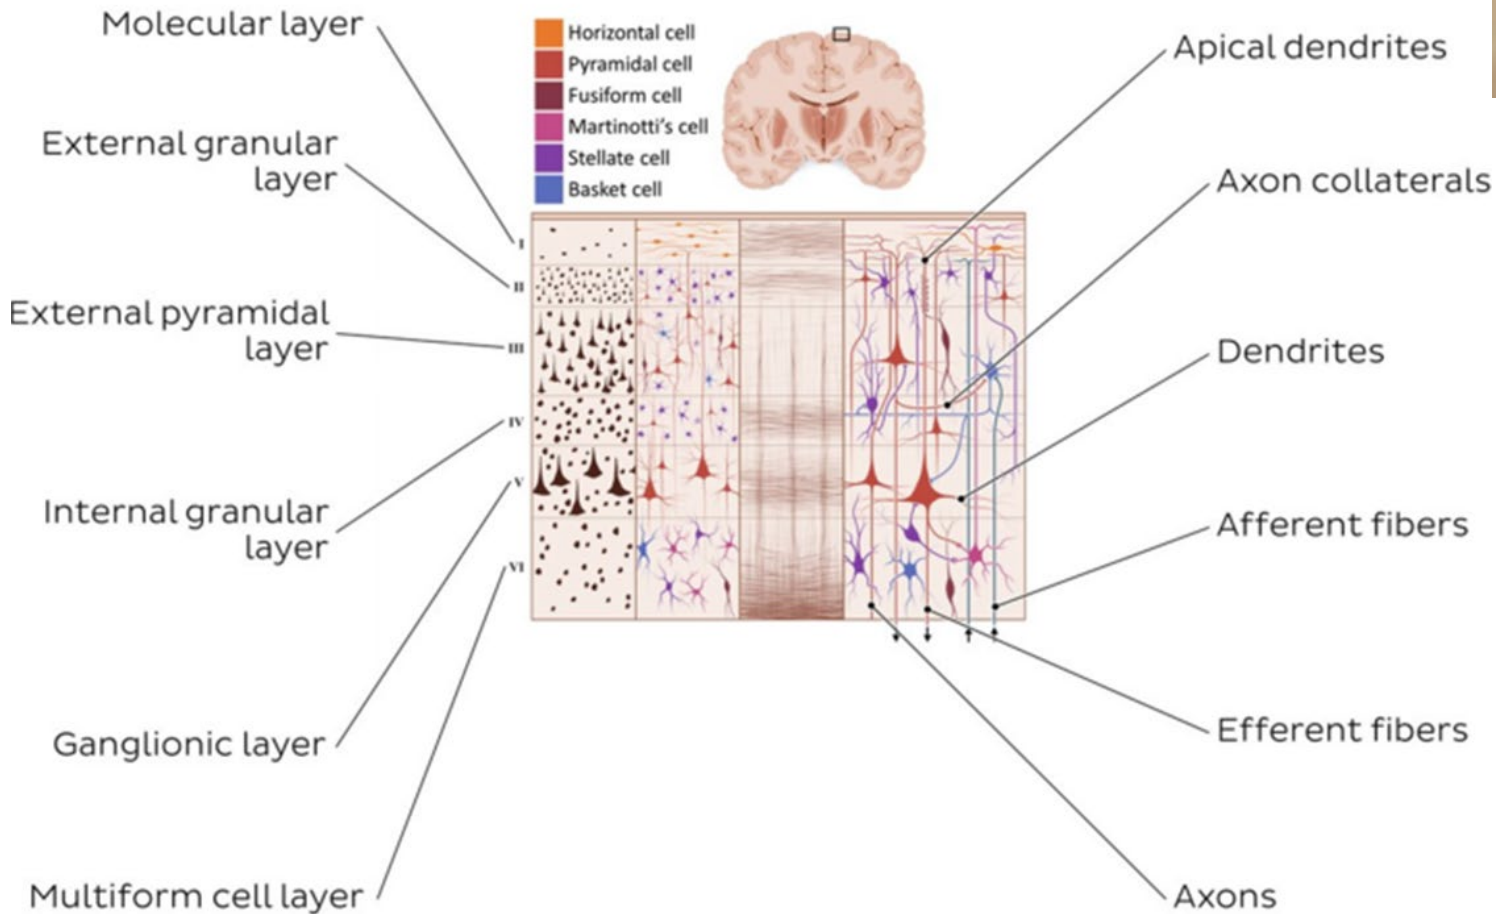 Molecular layer
External granular
layer
External pyramidal
layer
Internal granular
layer
Ganglionic layer
Multiform cell layer
Horizontal cell
Pyramidal cell
Fusiform cell
Martinotti's cell
Stellate cell
Basket cell
I
II
III
IV
V
VI
Apical dendrites
Axon collaterals
Dendrites
Afferent fibers
Efferent fibers
Axons